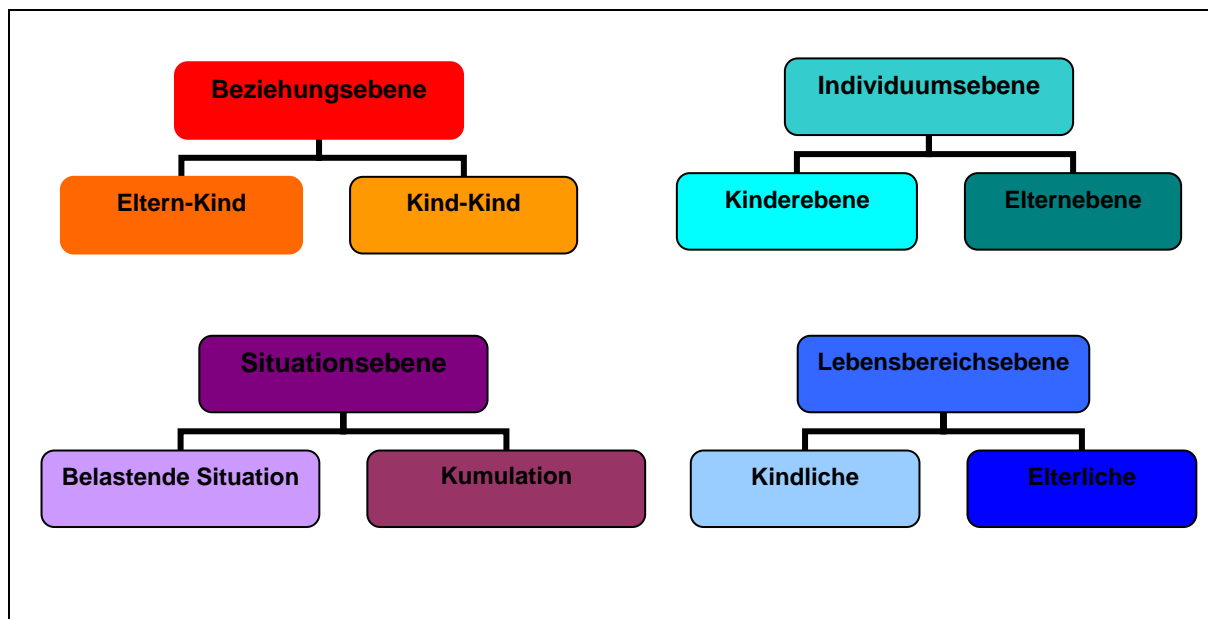 Beziehungsebene
Eltern-Kind
Kind-Kind
Individuumsebene
Kinderebene
Elternebene
Situationsebene
Belastende Situation
Kumulation
Lebensbereichsebene
Kindliche
Elterliche